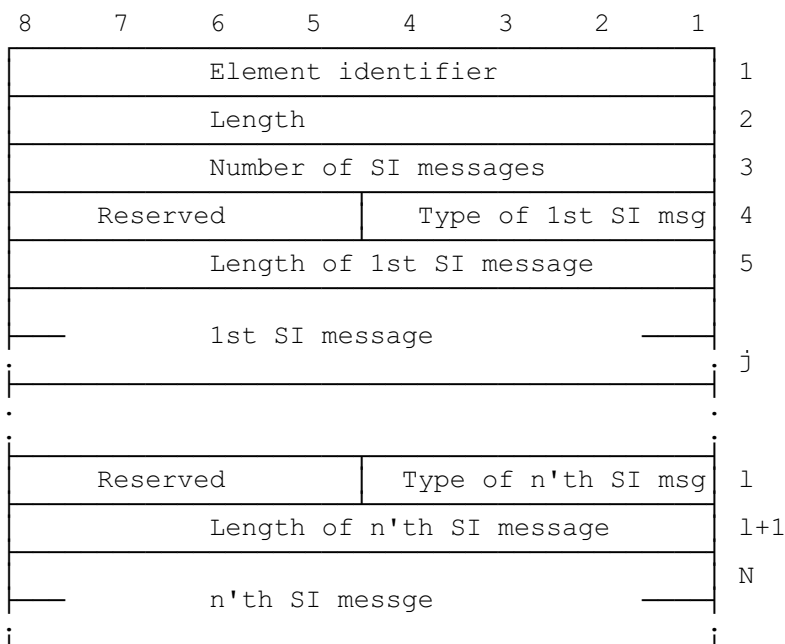 8 7 6 5 4 3 2 1
Element identifier 1
Length 2
Number of SI messages 3
Reserved Type of 1st SI msg 4
Length of 1st SI message 5
1st SI message
j
Reserved Type of n'th SI msg l
Length of n'th SI message l+1
N
n'th SI messge